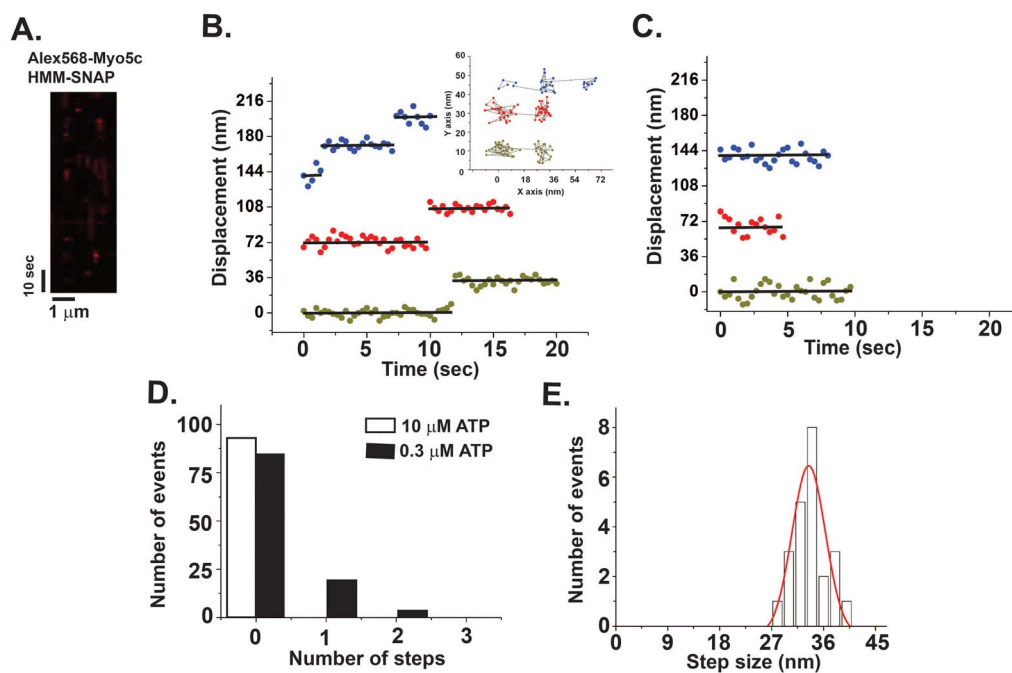 A.
Alex568-Myo5c
HMM-SNAP
10 sec
1 μm
B.
Displacement (nm)
216
180
144
108
72
36
0
0 5 10 15 20
Time (sec)
Y axis (nm)
60
50
40
30
20
10
0
0 18 36 54 72
X axis (nm)
C.
Displacement (nm)
216
180
144
108
72
36
0
0 5 10 15 20
Time (sec)
D.
Number of events
100
75
50
25
0
10 μM ATP
0.3 μM ATP
0 1 2 3
Number of steps
E.
Number of events
8
6
4
2
0
0 9 18 27 36 45
Step size (nm)